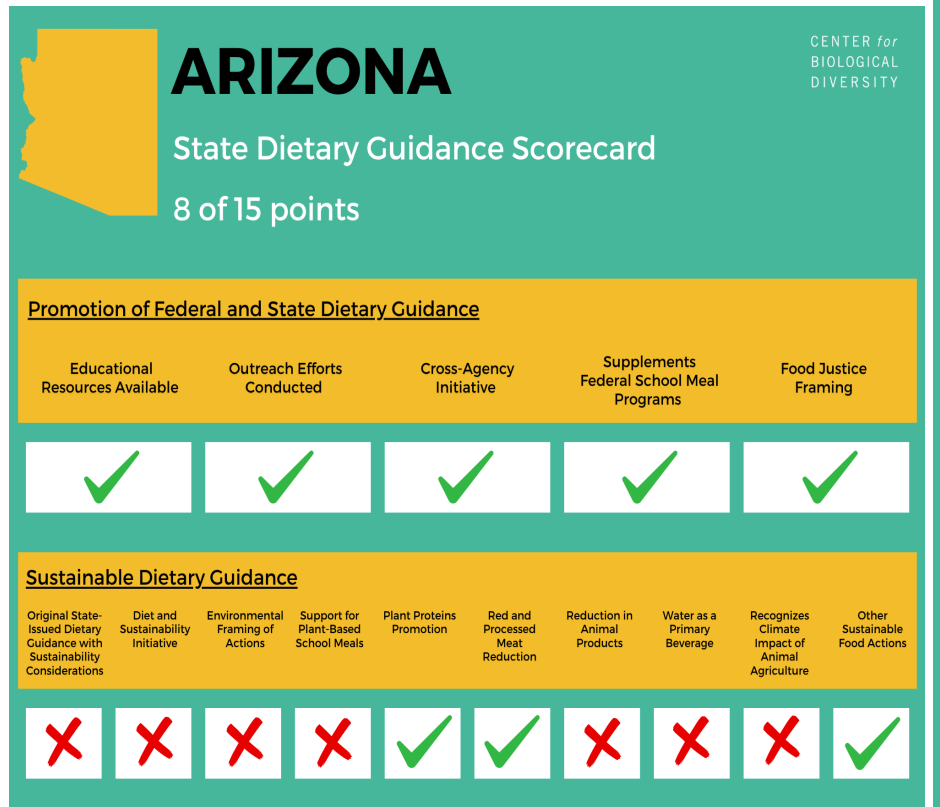 ARIZONA
CENTER for
BIOLOGICAL
DIVERSITY
State Dietary Guidance Scorecard
8 of 15 points
Promotion of Federal and State Dietary Guidance
Educational
Resources Available
Outreach Efforts
Conducted
Cross-Agency
Initiative
Supplements
Federal School Meal
Programs
Food Justice
Framing
Sustainable Dietary Guidance
Original State-
Issued Dietary
Guidance with
Sustainability
Considerations
Diet and
Sustainability
Initiative
Environmental
Framing of
Actions
Support for
Plant-Based
School Meals
Plant Proteins
Promotion
Red and
Processed
Meat
Reduction
Reduction in
Animal
Products
Water as a
Primary
Beverage
Recognizes
Climate
Impact of
Animal
Agriculture
Other
Sustainable
Food Actions